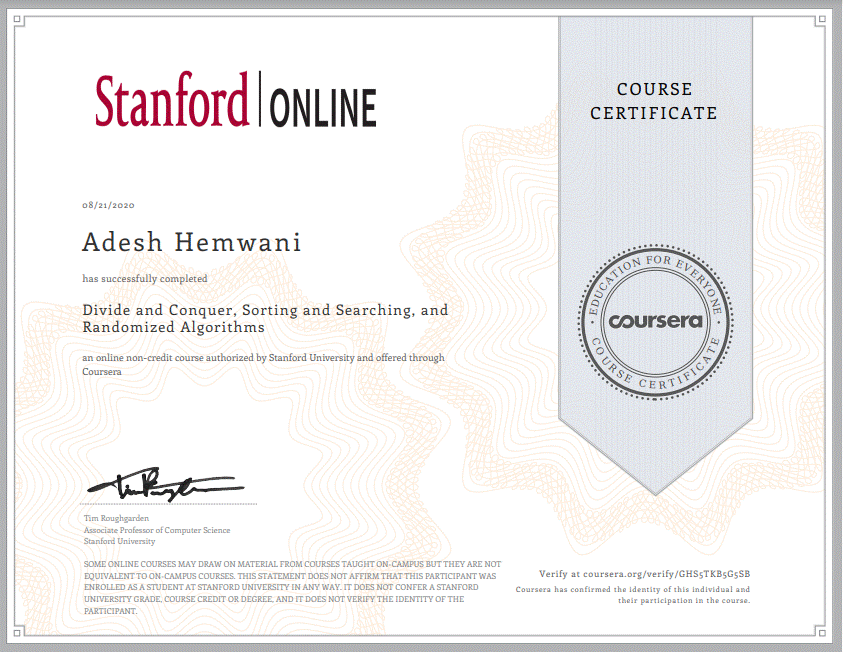 Stanford ONLINE
COURSE
CERTIFICATE
08/21/2020
Adesh Hemwani
has successfully completed
Divide and Conquer, Sorting and Searching, and
Randomized Algorithms
an online non-credit course authorized by Stanford University and offered through
Coursera
EDUCATION FOR EVERYONE
coursera
COURSE CERTIFICATE
Tim Roughgarden
Associate Professor of Computer Science
Stanford University
SOME ONLINE COURSES MAY DRAW ON MATERIAL FROM COURSES TAUGHT ON-CAMPUS BUT THEY ARE NOT
EQUIVALENT TO ON-CAMPUS COURSES. THIS STATEMENT DOES NOT AFFIRM THAT THIS PARTICIPANT WAS
ENROLLED AS A STUDENT AT STANFORD UNIVERSITY IN ANY WAY. IT DOES NOT CONFER A STANFORD
UNIVERSITY GRADE, COURSE CREDIT OR DEGREE, AND IT DOES NOT VERIFY THE IDENTITY OF THE
PARTICIPANT.
Verify at coursera.org/verify/GHS5TKB5G5SB
Coursera has confirmed the identity of this individual and
their participation in the course.